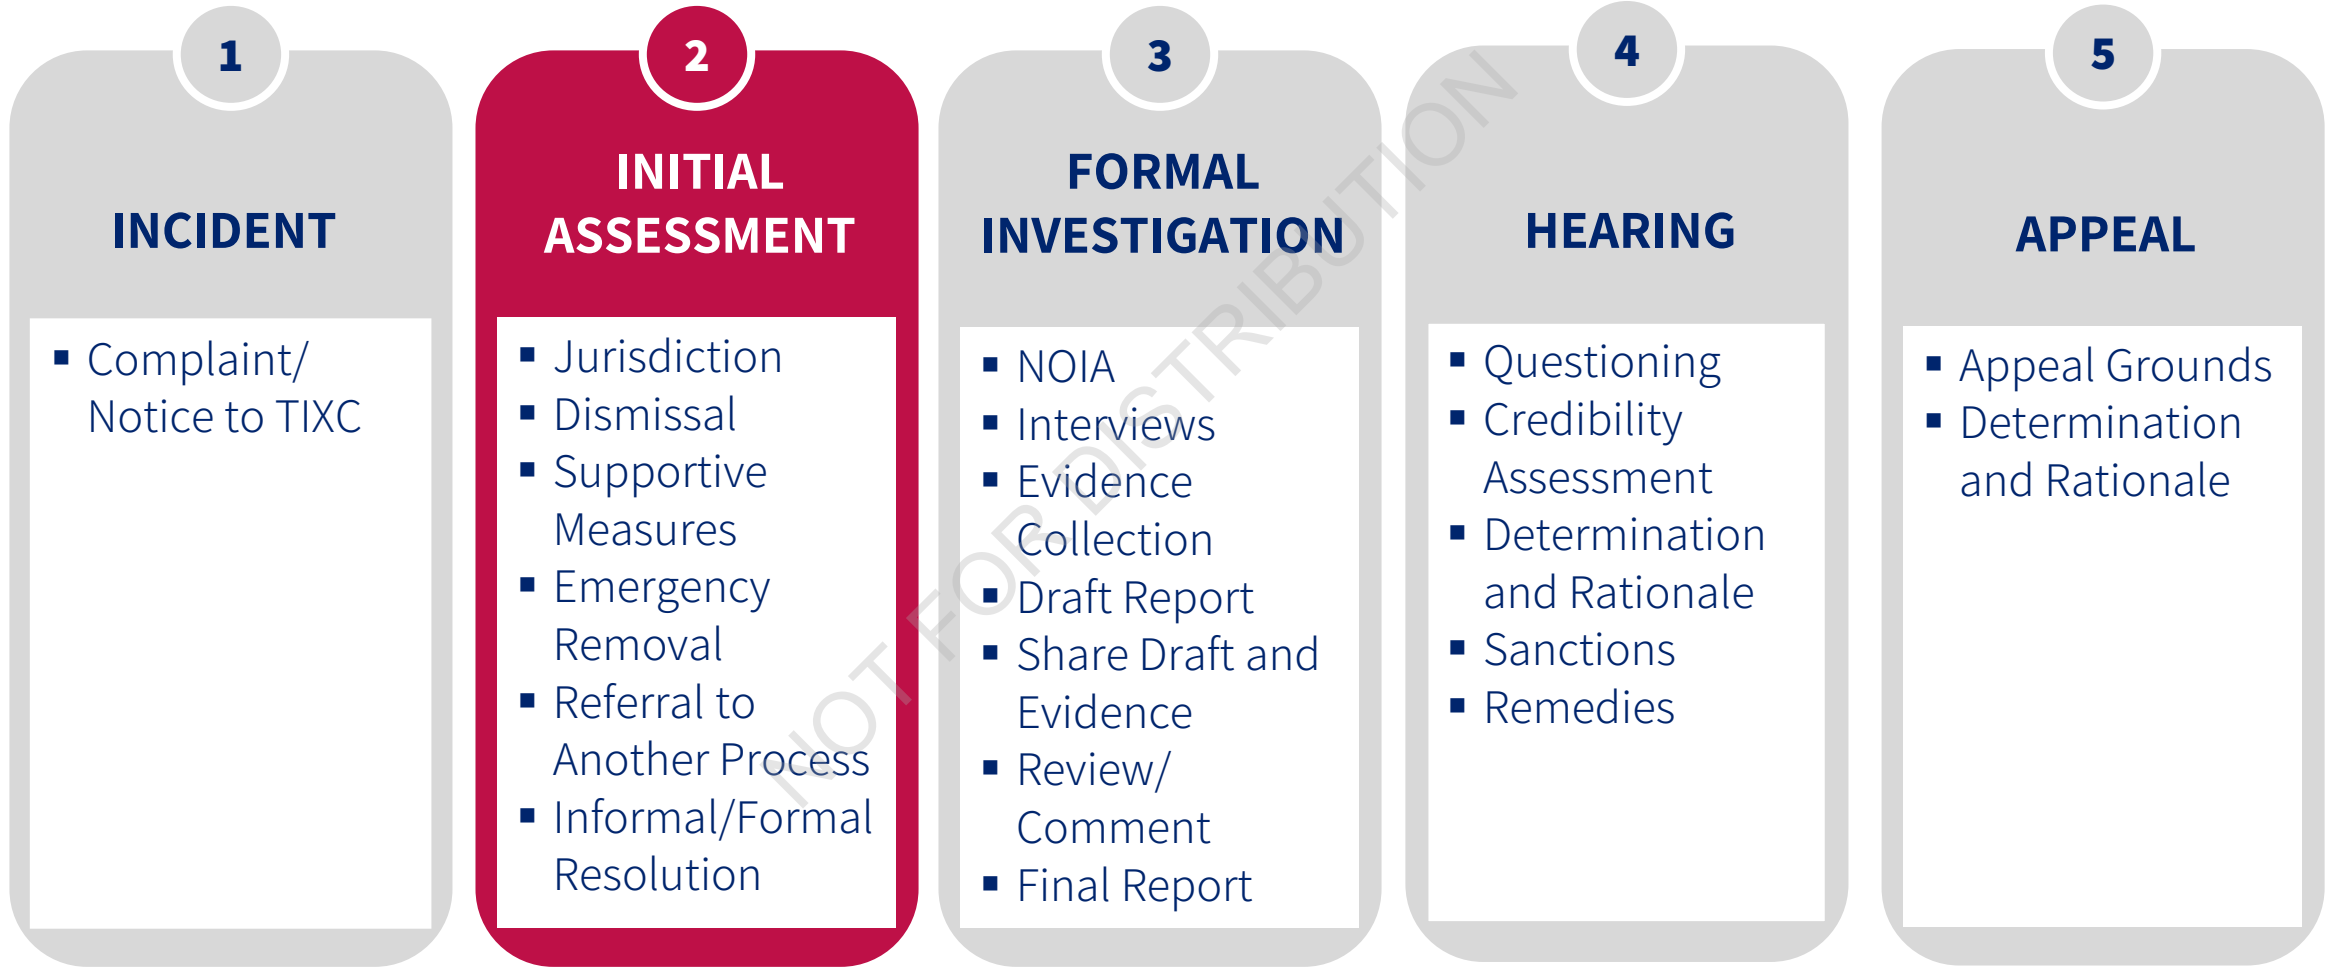 1
INCIDENT
▪ Complaint/
Notice to TIXC
2
INITIAL
ASSESSMENT
▪ Jurisdiction
▪ Dismissal
▪ Supportive
Measures
▪ Emergency
Removal
▪ Referral to
Another Process
▪ Informal/Formal
Resolution
3
FORMAL
INVESTIGATION
▪ NOIA
▪ Interviews
▪ Evidence
Collection
▪ Draft Report
▪ Share Draft and
Evidence
▪ Review/
Comment
▪ Final Report
4
HEARING
▪ Questioning
▪ Credibility
Assessment
▪ Determination
and Rationale
▪ Sanctions
▪ Remedies
5
APPEAL
▪ Appeal Grounds
▪ Determination
and Rationale
NOT FOR DISTRIBUTION